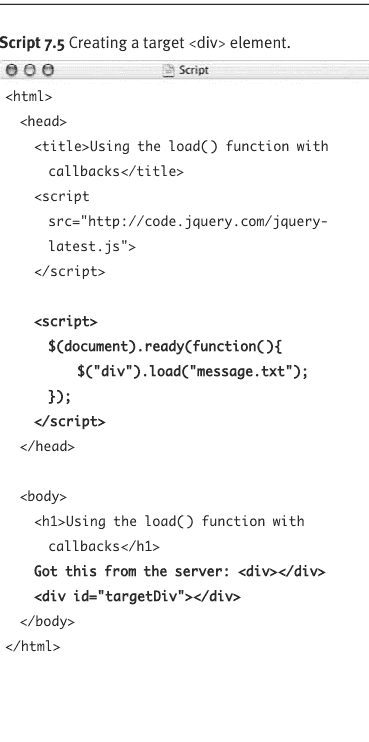 Script 7.5 Creating a target <div> element.
Script
<html>
<head>
<title>Using the load() function with
callbacks</title>
<script
src="http://code.jquery.com/jquery-
latest.js">
</script>
<script>
$(document).ready(function(){
$("div").load("message.txt");
});
</script>
</head>
<body>
<h1>Using the load() function with
callbacks</h1>
Got this from the server: <div></div>
<div id="targetDiv"></div>
</body>
</html>